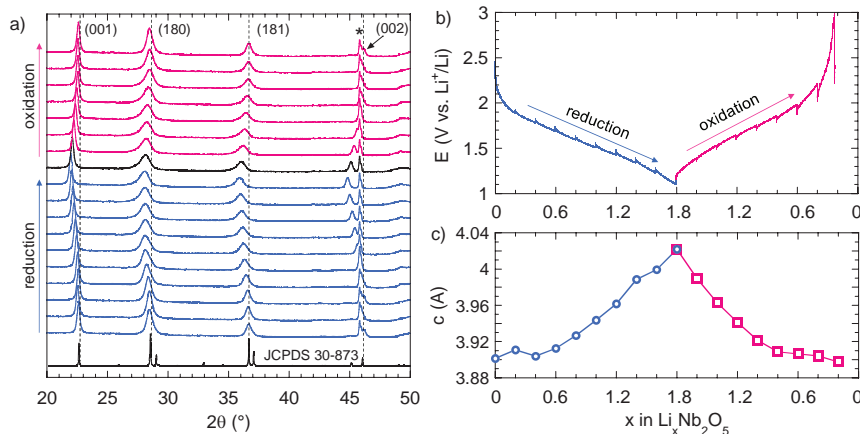 a)
(001)
(180)
(181)
*
(002)
oxidation
reduction
JCPDS 30-873
20 25 30 35 40 45 50
2θ (°)
b)
3
2.5
2
1.5
1
E (V vs. Li⁺/Li)
reduction
oxidation
0 0.6 1.2 1.8 1.2 0.6 0
c)
4.04
4
3.96
3.92
3.88
c (A)
0 0.6 1.2 1.8 1.2 0.6 0
x in LiₓNb₂O₅